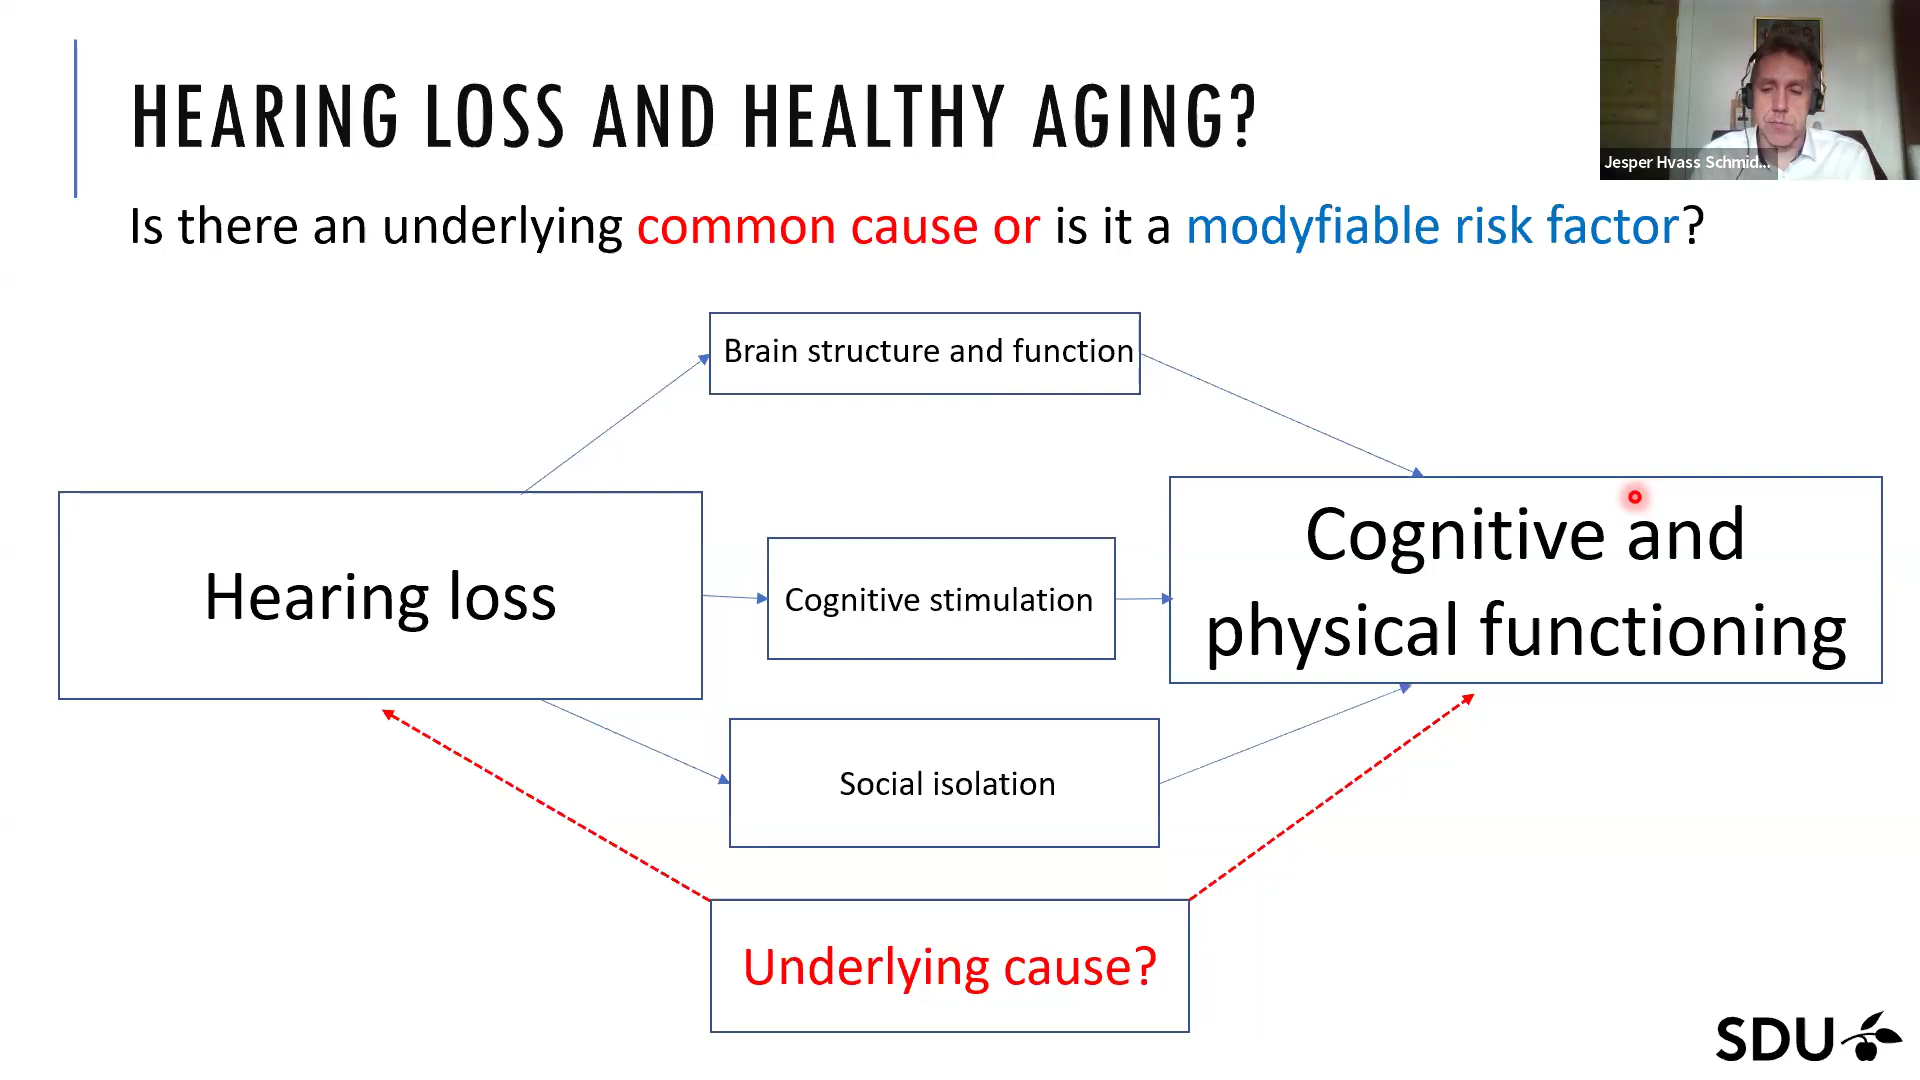 HEARING LOSS AND HEALTHY AGING?
Jesper Hvass Schmid...
Is there an underlying common cause or is it a modyfiable risk factor?
Brain structure and function
Hearing loss
Cognitive stimulation
Cognitive and
physical functioning
Social isolation
Underlying cause?
SDU